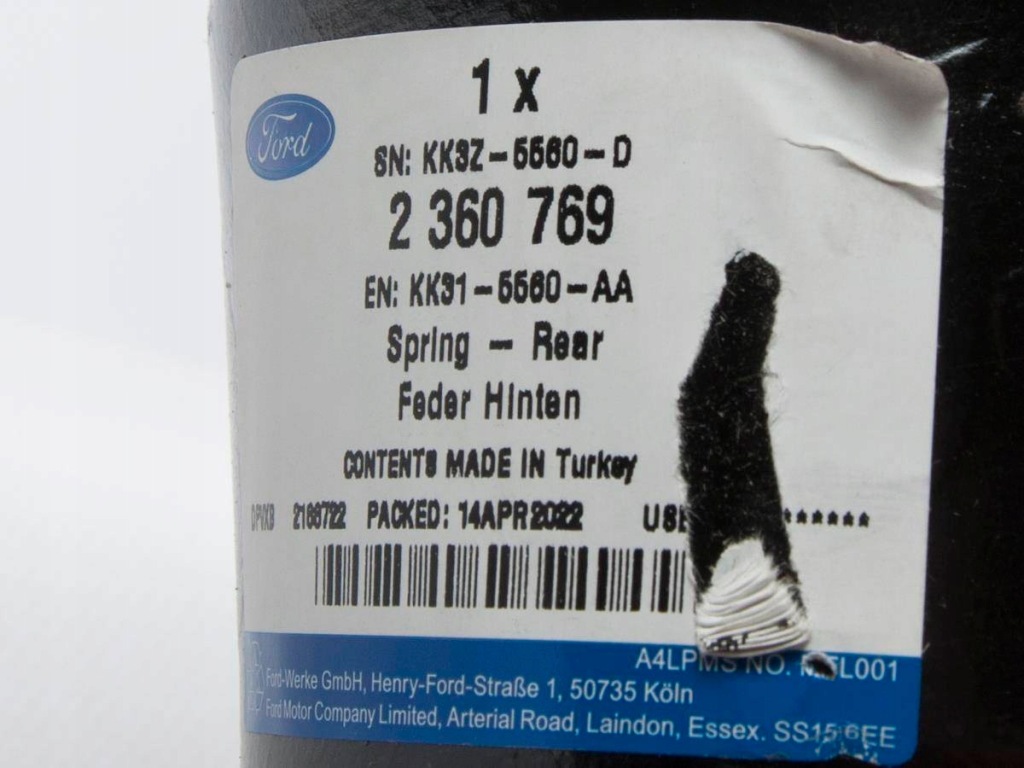 Ford
1 x
SN: KK3Z-5560-D
2 360 769
EN: KK31-5560-AA
Spring - Rear
Feder Hinten
CONTENTS MADE IN Turkey
PACKED: 14APR2022
A4LPMS NO.
Ford-Werke GmbH, Henry-Ford-Straße 1, 50735 Köln
Ford Motor Company Limited, Arterial Road, Laindon, Essex. SS15 6EE